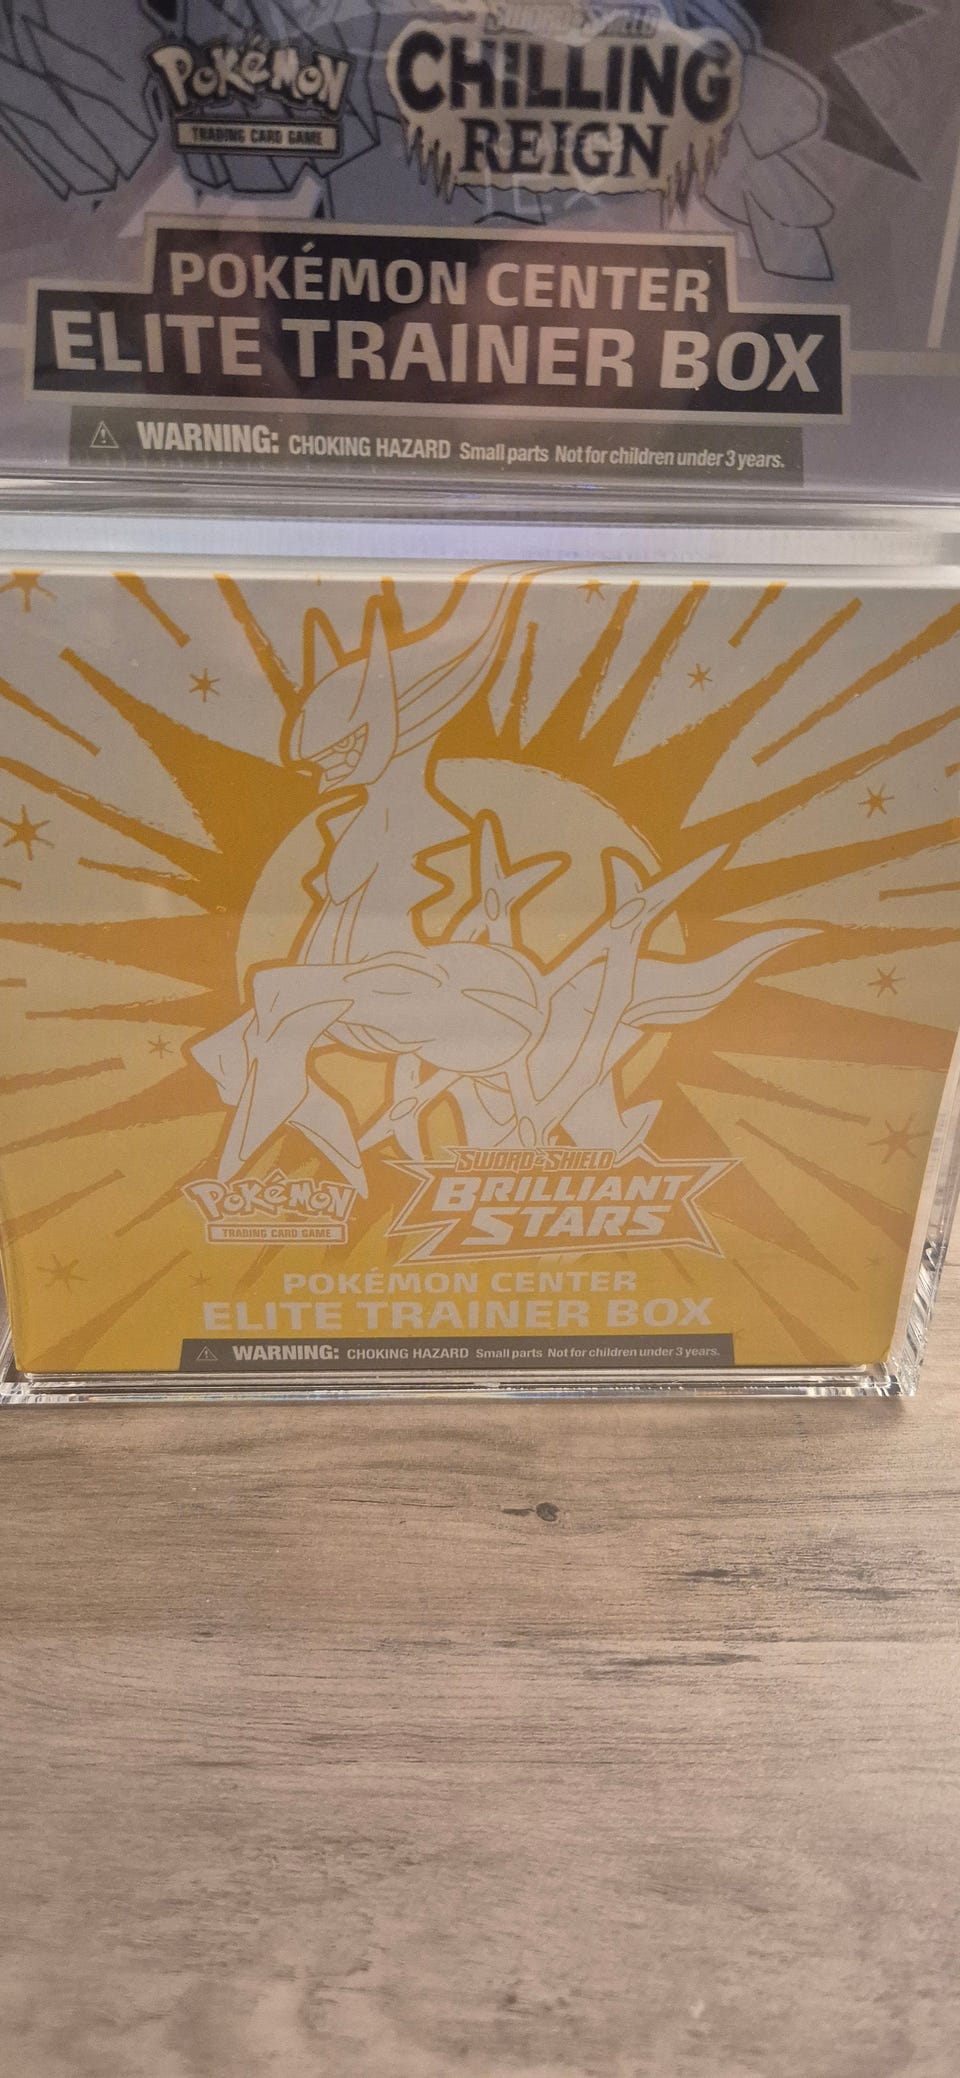 SWORD & SHIELD
POKÉMON
CHILLING
TRADING CARD GAME
REIGN
POKÉMON CENTER
ELITE TRAINER BOX
WARNING: CHOKING HAZARD Small parts Not for children under 3 years.
SWORD & SHIELD
POKÉMON
BRILLIANT
TRADING CARD GAME
STARS
POKÉMON CENTER
ELITE TRAINER BOX
WARNING: CHOKING HAZARD Small parts Not for children under 3 years.